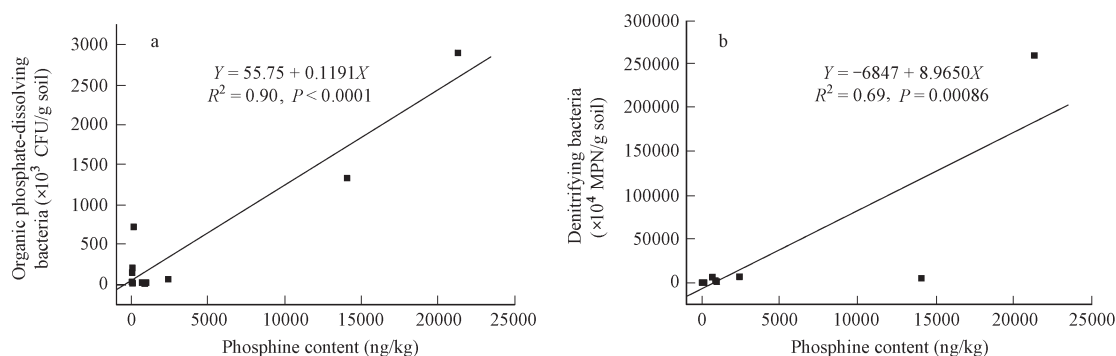 a
Y = 55.75 + 0.1191X
R² = 0.90, P < 0.0001
3000
2500
2000
1500
1000
500
0
Organic phosphate-dissolving
bacteria (×10³ CFU/g soil)
0 5000 10000 15000 20000 25000
Phosphine content (ng/kg)
b
Y = −6847 + 8.9650X
R² = 0.69, P = 0.00086
300000
250000
200000
150000
100000
50000
0
Denitrifying bacteria
(×10⁴ MPN/g soil)
0 5000 10000 15000 20000 25000
Phosphine content (ng/kg)